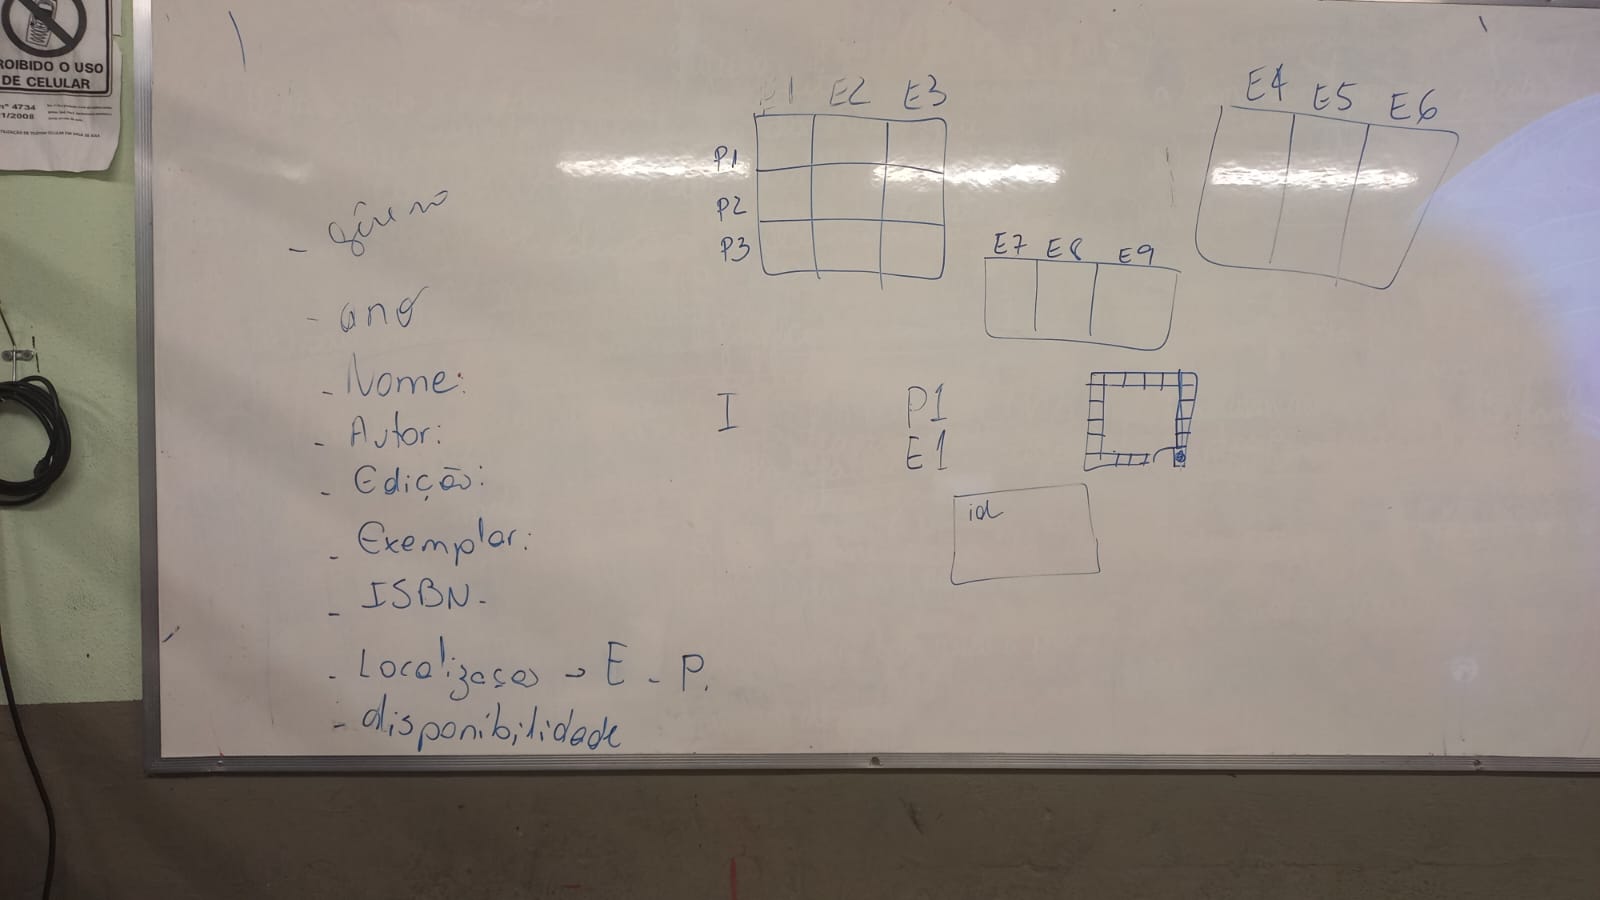 ROIBIDO O USO
DE CELULAR
nº 4734
1/2008
E1 E2 E3
P1
P2
P3
E4 E5 E6
E7 E8 E9
- gênero
- ano
- Nome:
- Autor:
- Edição:
- Exemplar:
- ISBN-
- Localizaçao → E - P.
- disponibilidade
I
P1
E1
id